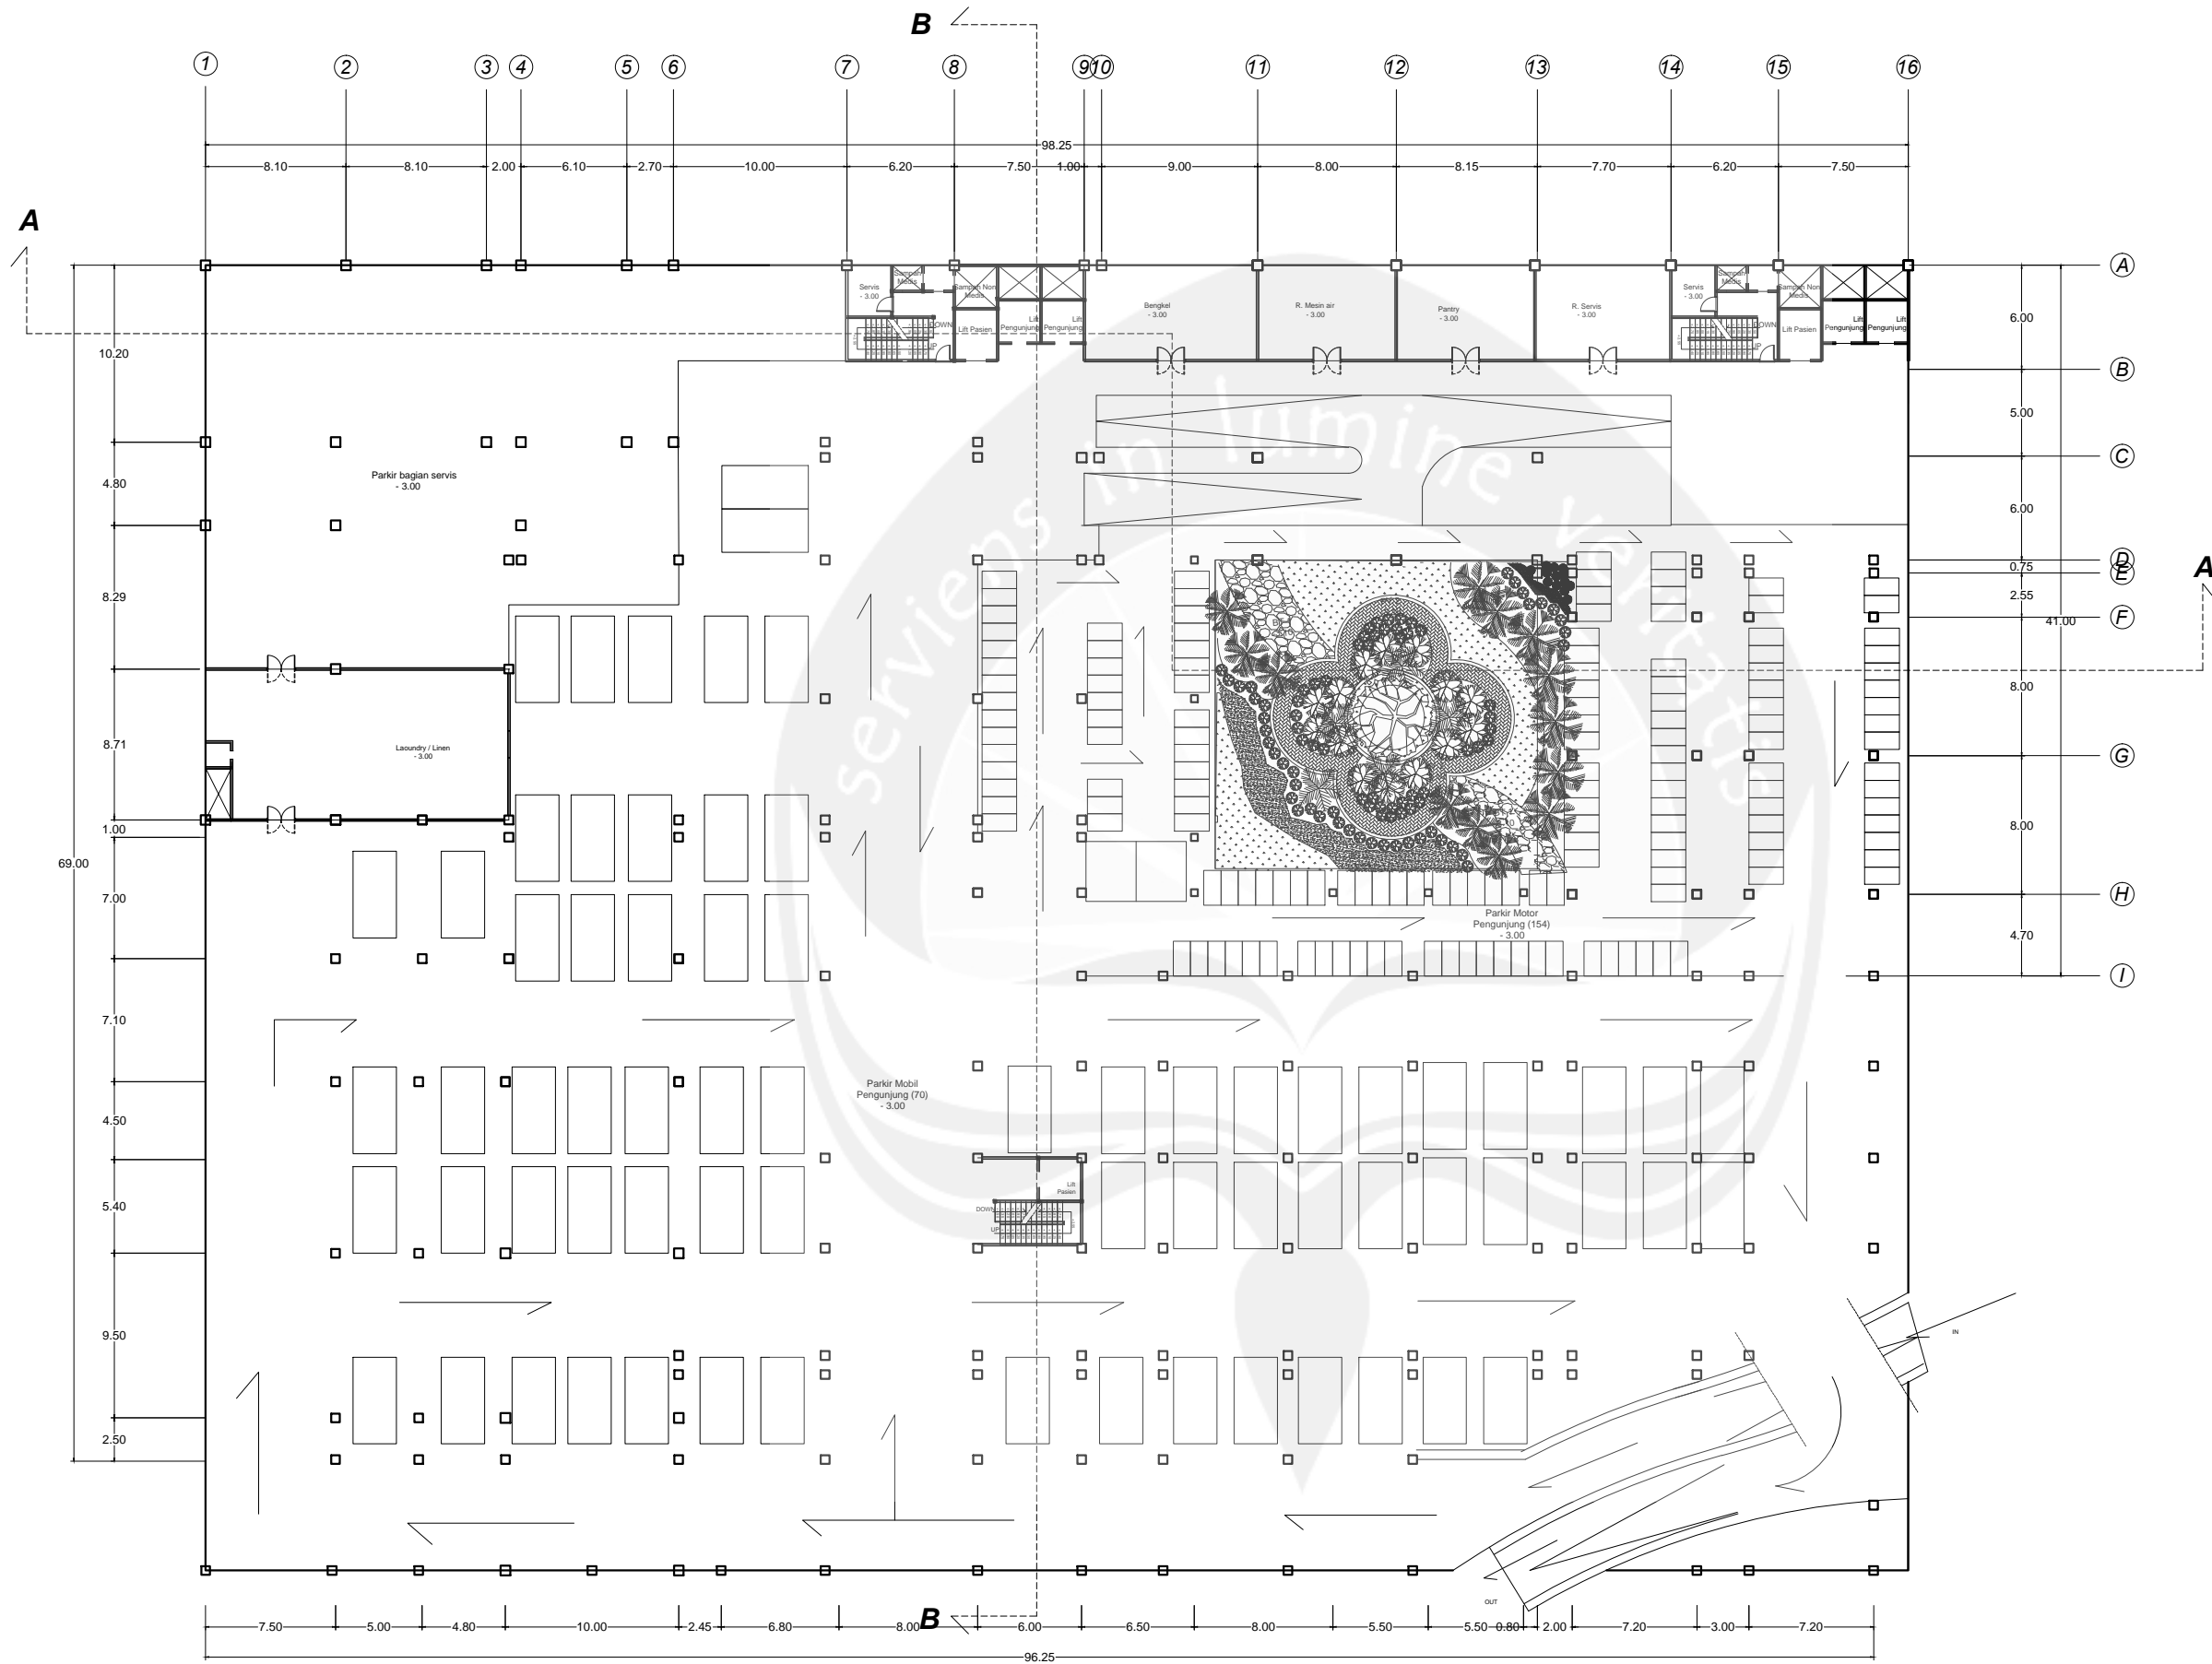 B
1 2 3 4 5 6 7 8 9 10 11 12 13 14 15 16
98.25
8.10 8.10 2.00 6.10 2.70 10.00 6.20 7.50 1.00 9.00 8.00 8.15 7.70 6.20 7.50
A
A
B
C
D
E
F
G
H
I
A
6.00
5.00
6.00
0.75
2.55
41.00
8.00
8.00
4.70
10.20
4.80
8.29
8.71
1.00
69.00
7.00
7.10
4.50
5.40
9.50
2.50
Servis
- 3.00
Sampah
Medis
Sampah Non
Medis
DOWN
UP
Lift Pasien
Lift
Pengunjung
Lift
Pengunjung
Bengkel
- 3.00
R. Mesin air
- 3.00
Pantry
- 3.00
R. Servis
- 3.00
Servis
- 3.00
Sampah
Medis
Sampah Non
Medis
DOWN
UP
Lift Pasien
Lift
Pengunjung
Lift
Pengunjung
serviens in lumine veritatis
Parkir bagian servis
- 3.00
Laoundry / Linen
- 3.00
Parkir Motor
Pengunjung (154)
- 3.00
Parkir Mobil
Pengunjung (70)
- 3.00
Lift
Pasien
DOWN
UP
IN
OUT
7.50 5.00 4.80 10.00 2.45 6.80 8.00 B 6.00 6.50 8.00 5.50 5.50 0.80 2.00 7.20 3.00 7.20
96.25